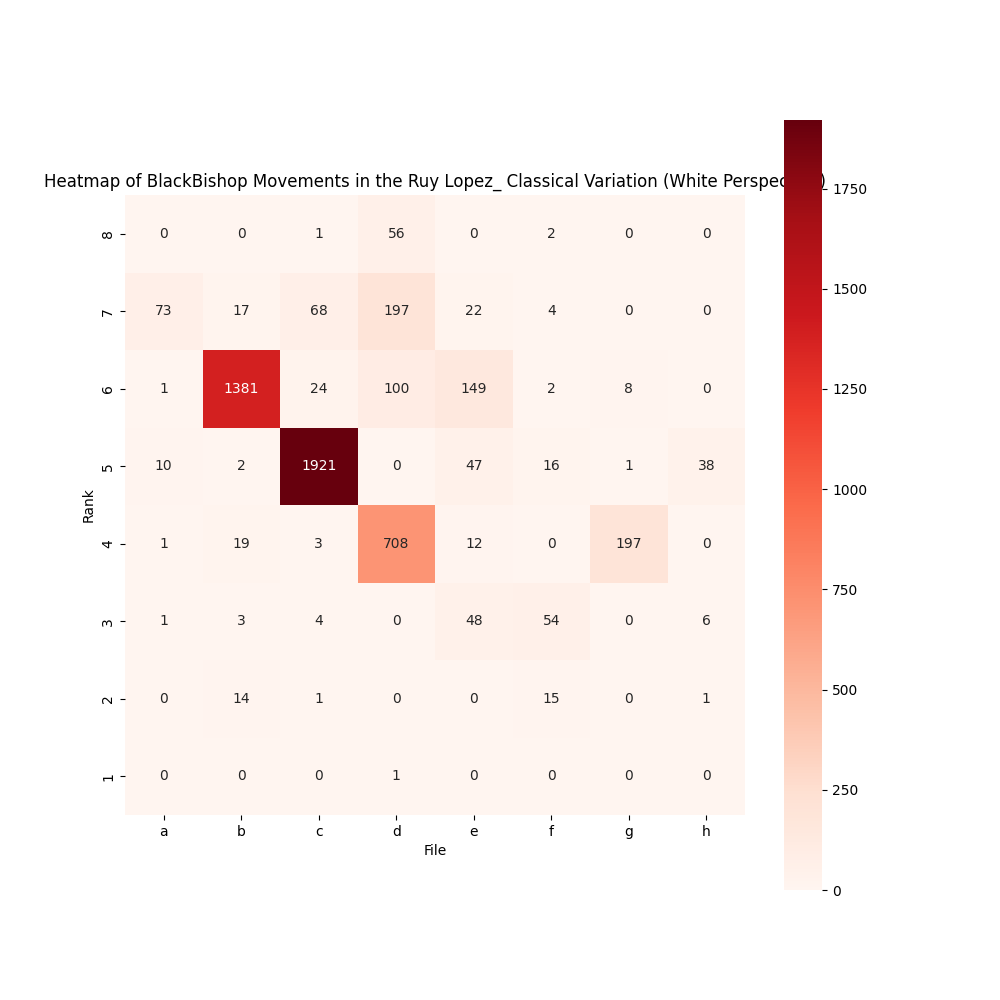 Heatmap of BlackBishop Movements in the Ruy Lopez_ Classical Variation (White Perspec )
8 0 0 1 56 0 2 0 0
7 73 17 68 197 22 4 0 0
6 1 1381 24 100 149 2 8 0
5 10 2 1921 0 47 16 1 38
4 1 19 3 708 12 0 197 0
3 1 3 4 0 48 54 0 6
2 0 14 1 0 0 15 0 1
1 0 0 0 1 0 0 0 0
a b c d e f g h
File
Rank
1750
1500
1250
1000
750
500
250
0